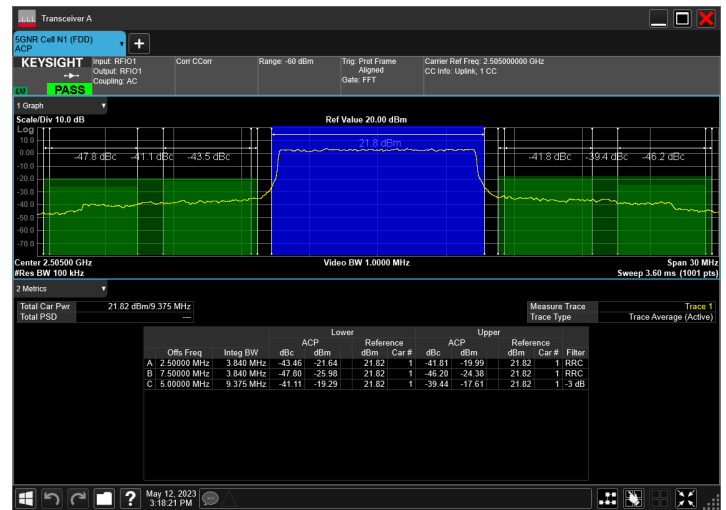 Transceiver A
5GNR Cell N1 (FDD)
ACP
KEYSIGHT
LXI
PASS
Input: RFIO1
Output: RFIO1
Coupling: AC
Corr CCorr
Range: -60 dBm
Trig: Prot Frame
Aligned
Gate: FFT
Carrier Ref Freq: 2.505000000 GHz
CC Info: Uplink, 1 CC
1 Graph
Scale/Div 10.0 dB
Ref Value 20.00 dBm
Log
10.0
0.00
-10.0
-20.0
-30.0
-40.0
-50.0
-60.0
-70.0
-47.8 dBc
-41.1 dBc
-43.5 dBc
21.8 dBm
-41.8 dBc
-39.4 dBc
-46.2 dBc
Center 2.50500 GHz
Video BW 1.0000 MHz
Span 30 MHz
#Res BW 100 kHz
Sweep 3.60 ms (1001 pts)
2 Metrics
Total Car Pwr 21.82 dBm/9.375 MHz
Total PSD ---
Measure Trace Trace 1
Trace Type Trace Average (Active)
Lower Upper
ACP Reference ACP Reference
Offs Freq Integ BW dBc dBm dBm Car # dBc dBm dBm Car # Filter
A 2.50000 MHz 3.840 MHz -43.46 -21.64 21.82 1 -41.81 -19.99 21.82 1 RRC
B 7.50000 MHz 3.840 MHz -47.80 -25.98 21.82 1 -46.20 -24.38 21.82 1 RRC
C 5.00000 MHz 9.375 MHz -41.11 -19.29 21.82 1 -39.44 -17.61 21.82 1 -3 dB
May 12, 2023
3:18:21 PM